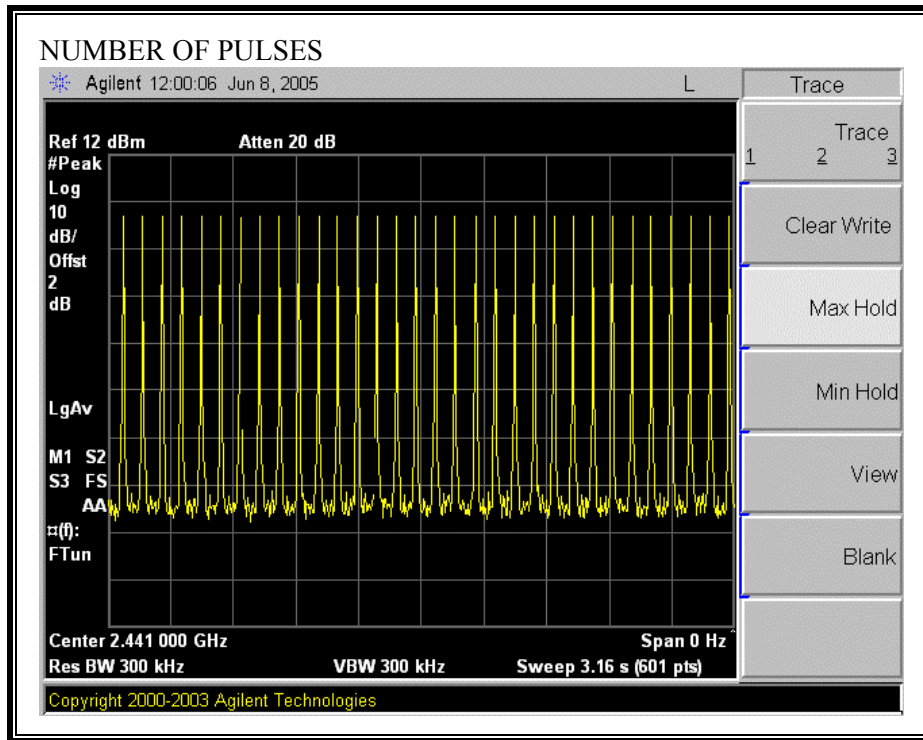 NUMBER OF PULSES
Agilent 12:00:06 Jun 8, 2005
L
Trace
Ref 12 dBm
Atten 20 dB
#Peak
Log
10
dB/
Offst
2
dB
LgAv
M1 S2
S3 FS
AA
¤(f):
FTun
Center 2.441 000 GHz
Span 0 Hz^
Res BW 300 kHz
VBW 300 kHz
Sweep 3.16 s (601 pts)
Trace
1 2 3
Clear Write
Max Hold
Min Hold
View
Blank
Copyright 2000-2003 Agilent Technologies